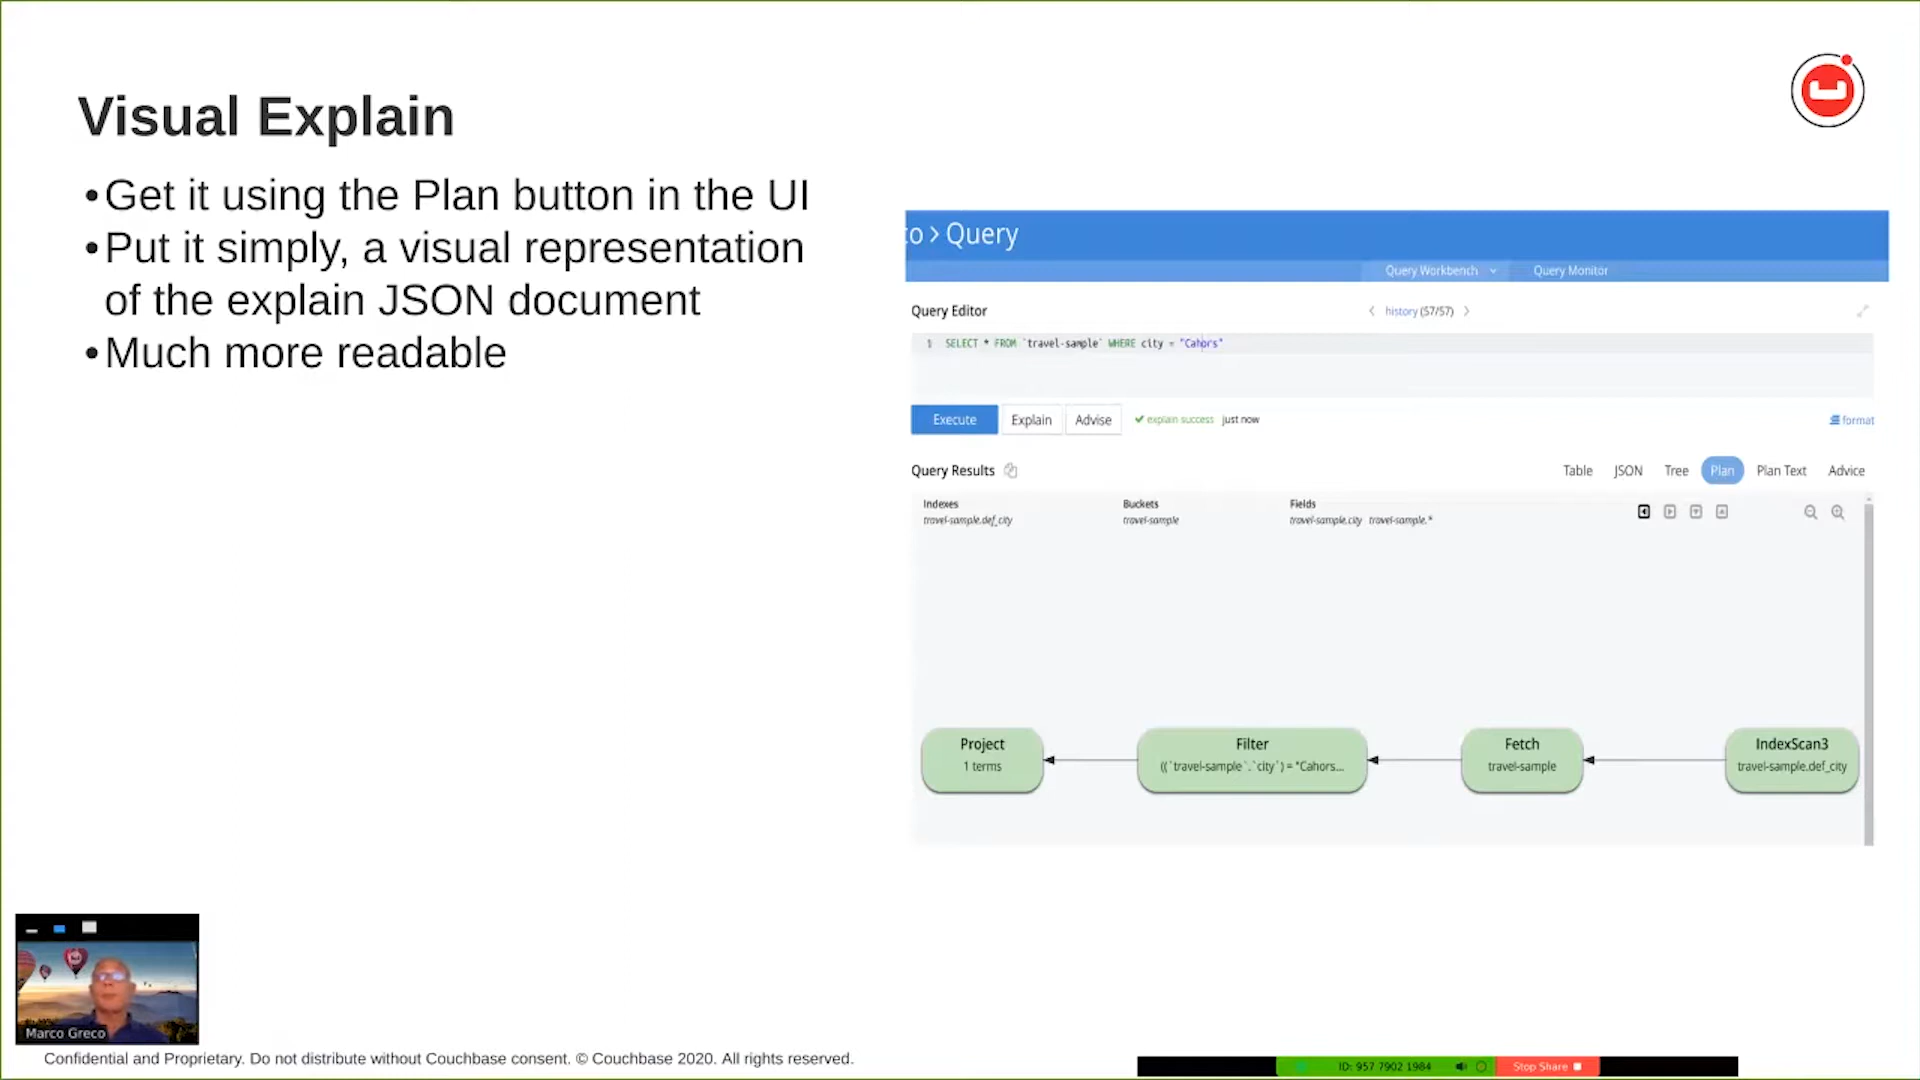 Visual Explain
•Get it using the Plan button in the UI
•Put it simply, a visual representation
of the explain JSON document
•Much more readable
co > Query
Query Workbench Query Monitor
Query Editor
history (57/57)
1 SELECT * FROM `travel-sample` WHERE city = "Cahors"
Execute Explain Advise explain success just now format
Query Results Table JSON Tree Plan Plan Text Advice
Indexes Buckets Fields
travel-sample.def_city travel-sample travel-sample.city travel-sample.*
Project Filter Fetch IndexScan3
1 terms ((`travel-sample`.`city`) = "Cahors... travel-sample travel-sample.def_city
Marco Greco
Confidential and Proprietary. Do not distribute without Couchbase consent. © Couchbase 2020. All rights reserved.
ID: 957 7902 1984 Stop Share